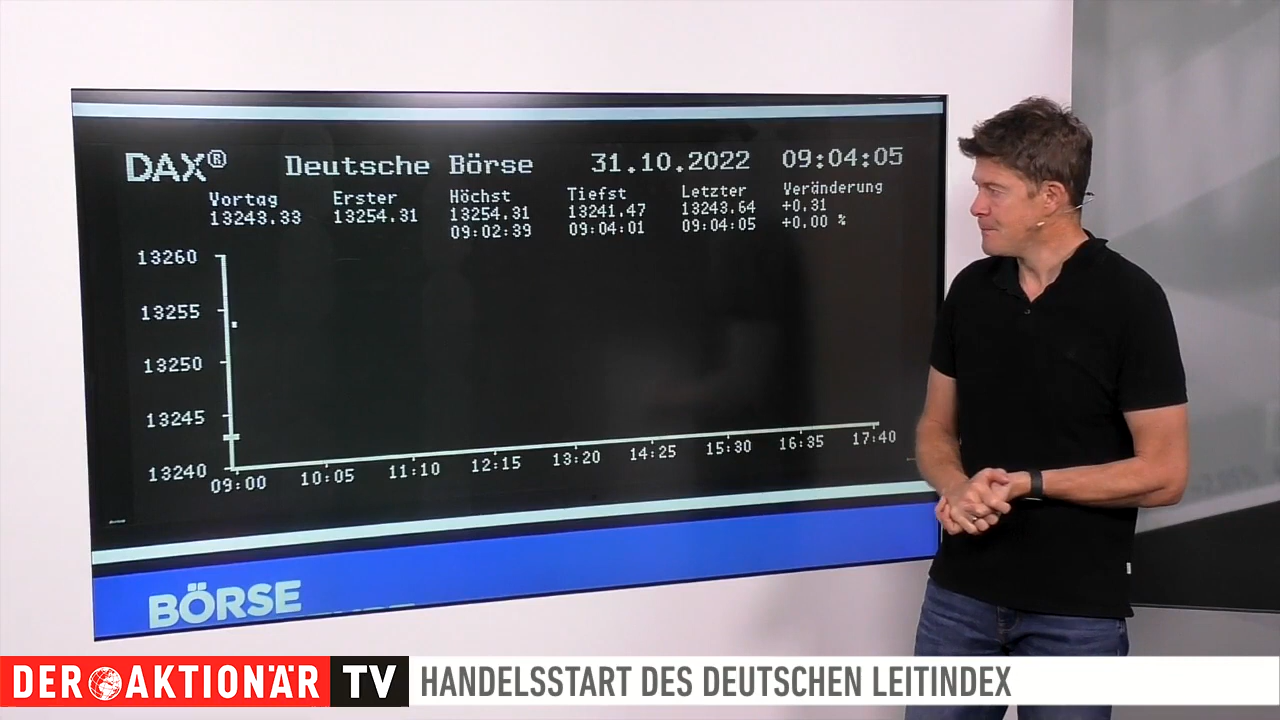 DAX® Deutsche Börse 31.10.2022 09:04:05
Vortag Erster Höchst Tiefst Letzter Veränderung
13243.33 13254.31 13254.31 13241.47 13243.64 +0.31
09:02:39 09:04:01 09:04:05 +0.00 %
13260
13255
13250
13245
13240
09:00 10:05 11:10 12:15 13:20 14:25 15:30 16:35 17:40
BÖRSE
DER AKTIONÄR TV HANDELSSTART DES DEUTSCHEN LEITINDEX